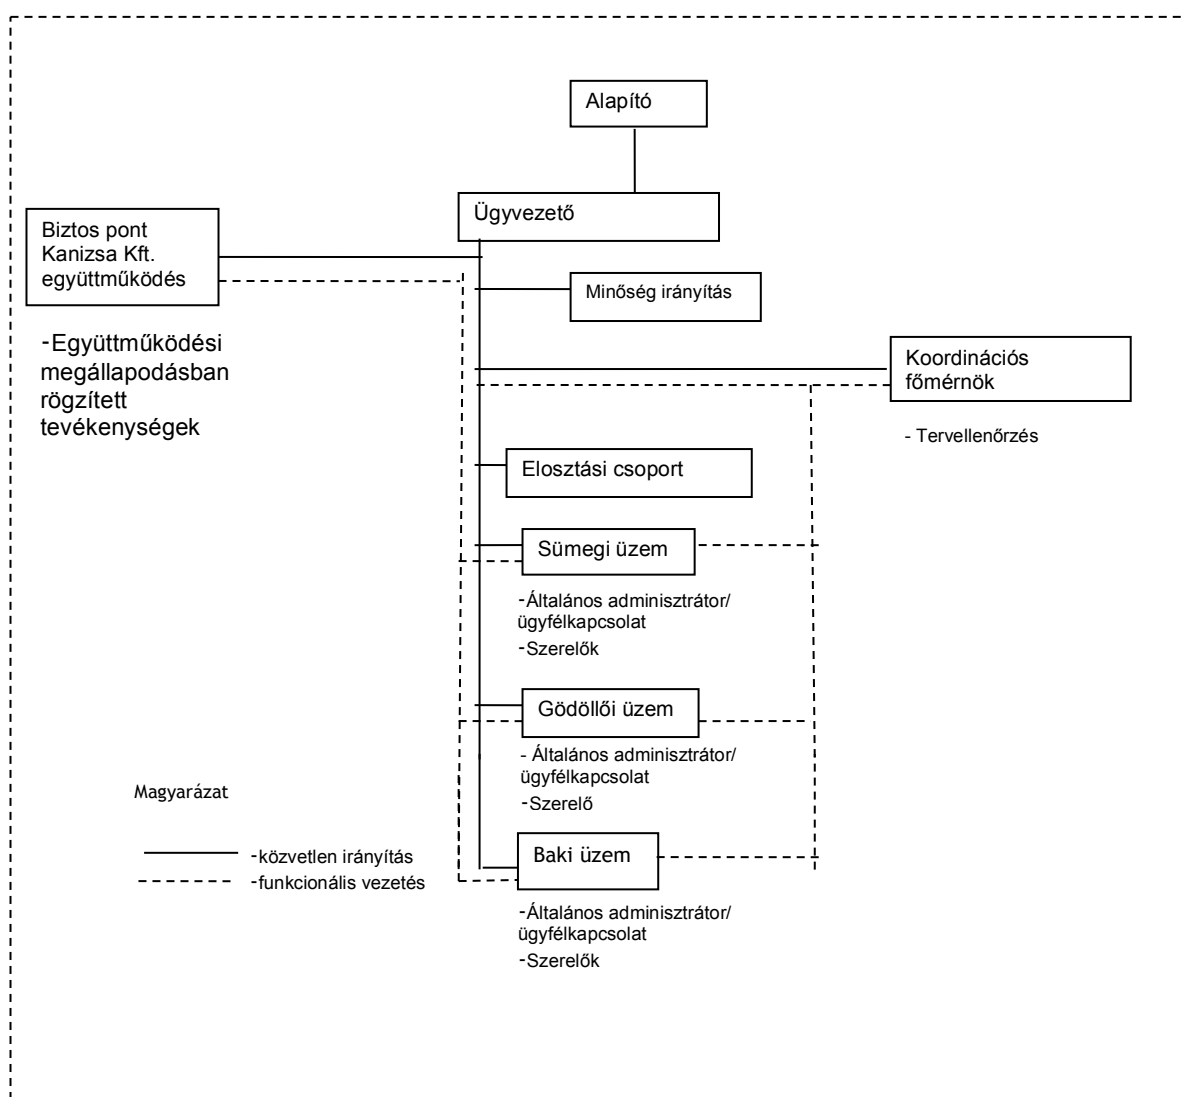 Alapító
Ügyvezető
Biztos pont
Kanizsa Kft.
együttműködés
Minőség irányítás
-Együttműködési
megállapodásban
rögzített
tevékenységek
Koordinációs
főmérnök
- Tervellenőrzés
Elosztási csoport
Sümegi üzem
-Általános adminisztrátor/
ügyfélkapcsolat
-Szerelők
Gödöllői üzem
- Általános adminisztrátor/
ügyfélkapcsolat
-Szerelő
Magyarázat
-közvetlen irányítás
-funkcionális vezetés
Baki üzem
-Általános adminisztrátor/
ügyfélkapcsolat
-Szerelők